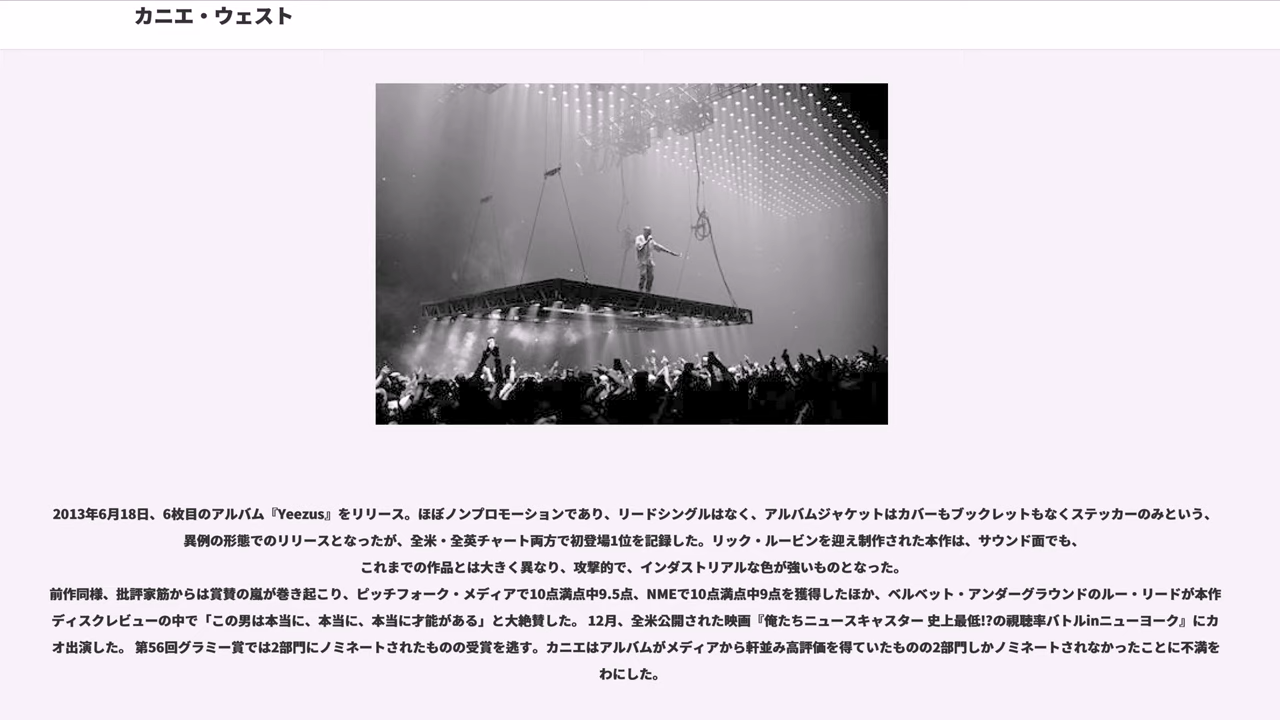 カニエ・ウェスト
2013年6月18日、6枚目のアルバム『Yeezus』をリリース。ほぼノンプロモーションであり、リードシングルはなく、アルバムジャケットはカバーもブックレットもなくステッカーのみという、
異例の形態でのリリースとなったが、全米・全英チャート両方で初登場1位を記録した。リック・ルービンを迎え制作された本作は、サウンド面でも、
これまでの作品とは大きく異なり、攻撃的で、インダストリアルな色が強いものとなった。
前作同様、批評家筋からは賞賛の嵐が巻き起こり、ピッチフォーク・メディアで10点満点中9.5点、NMEで10点満点中9点を獲得したほか、ベルベット・アンダーグラウンドのルー・リードが本作
ディスクレビューの中で「この男は本当に、本当に、本当に才能がある」と大絶賛した。 12月、全米公開された映画『俺たちニュースキャスター 史上最低!?の視聴率バトルinニューヨーク』にカ
オ出演した。 第56回グラミー賞では2部門にノミネートされたものの受賞を逃す。カニエはアルバムがメディアから軒並み高評価を得ていたものの2部門しかノミネートされなかったことに不満を
わにした。